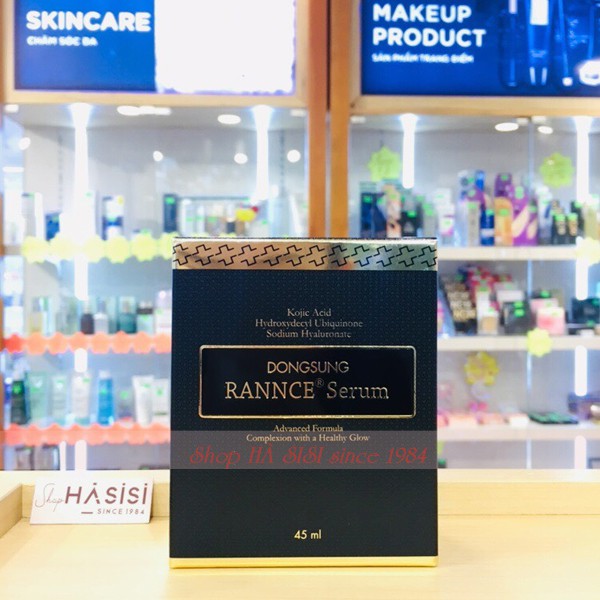 SKINCARE
CHĂM SÓC DA
MAKEUP
PRODUCT
SẢN PHẨM TRANG ĐIỂM
Kojic Acid
Hydroxydecyl Ubiquinone
Sodium Hyaluronate
DONGSUNG
RANNCE® Serum
Advanced Formula
Complexion with a Healthy Glow
Shop HÀ SISI since 1984
45 ml
Shop HÀSISI
SINCE 1984